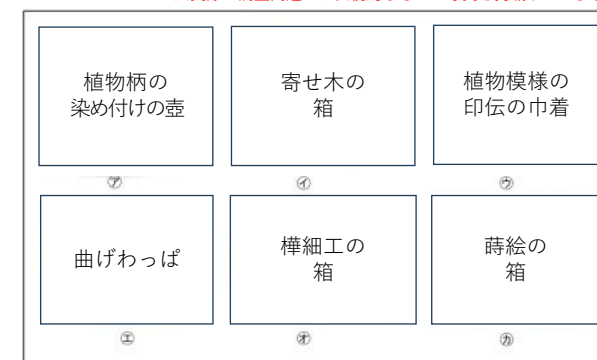 植物柄の
染め付けの壺
寄せ木の
箱
植物模様の
印伝の巾着
㋐
㋑
㋒
曲げわっぱ
樺細工の
箱
蒔絵の
箱
㋓
㋔
㋕